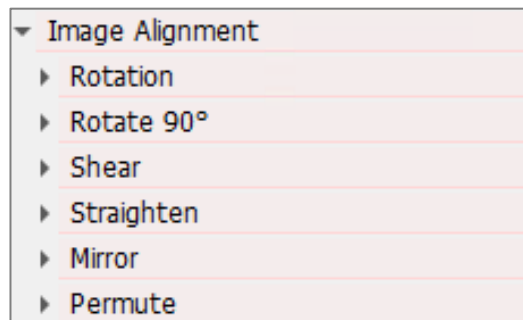 Image Alignment
Rotation
Rotate 90°
Shear
Straighten
Mirror
Permute